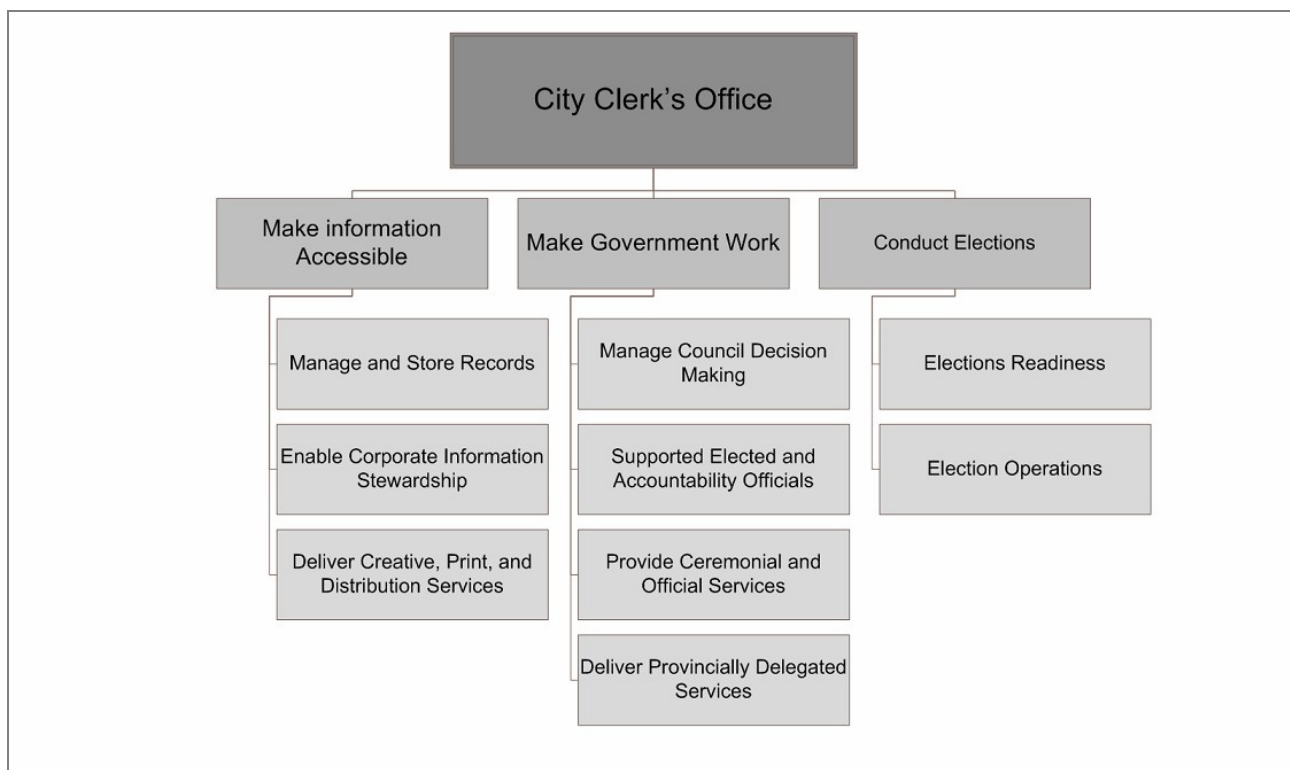 City Clerk's Office
Make information
Accessible
Manage and Store Records
Enable Corporate Information
Stewardship
Deliver Creative, Print, and
Distribution Services
Make Government Work
Manage Council Decision
Making
Supported Elected and
Accountability Officials
Provide Ceremonial and
Official Services
Deliver Provincially Delegated
Services
Conduct Elections
Elections Readiness
Election Operations